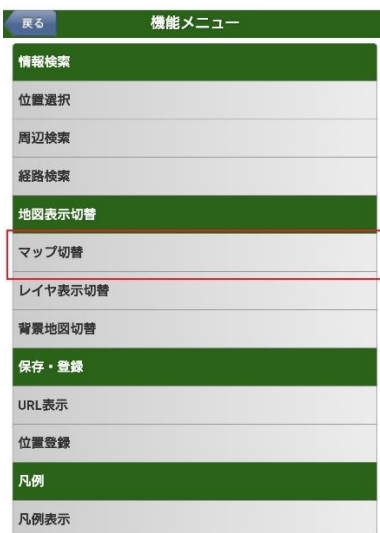 戻る
機能メニュー
情報検索
位置選択
周辺検索
経路検索
地図表示切替
マップ切替
レイヤ表示切替
背景地図切替
保存・登録
URL表示
位置登録
凡例
凡例表示